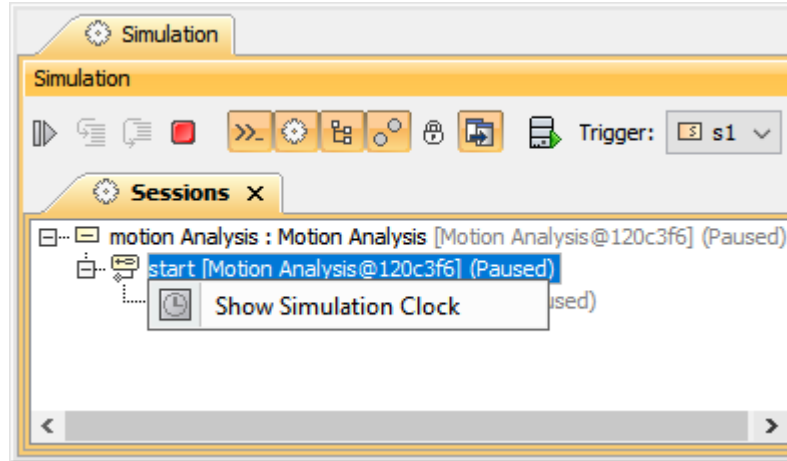 Simulation
Simulation
Trigger: s1
Sessions X
motion Analysis : Motion Analysis [Motion Analysis@120c3f6] (Paused)
start [Motion Analysis@120c3f6] (Paused)
Show Simulation Clock